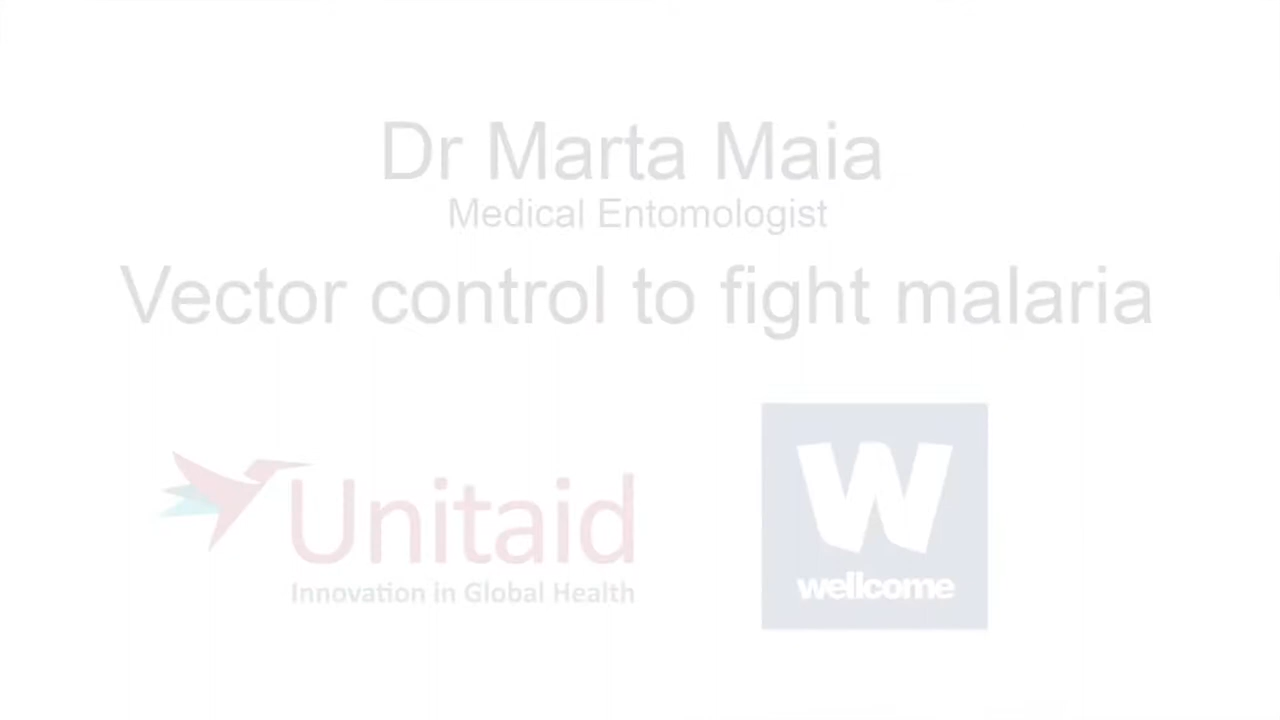 Dr Marta Maia
Medical Entomologist
Vector control to fight malaria
Unitaid
Innovation in Global Health
W
wellcome